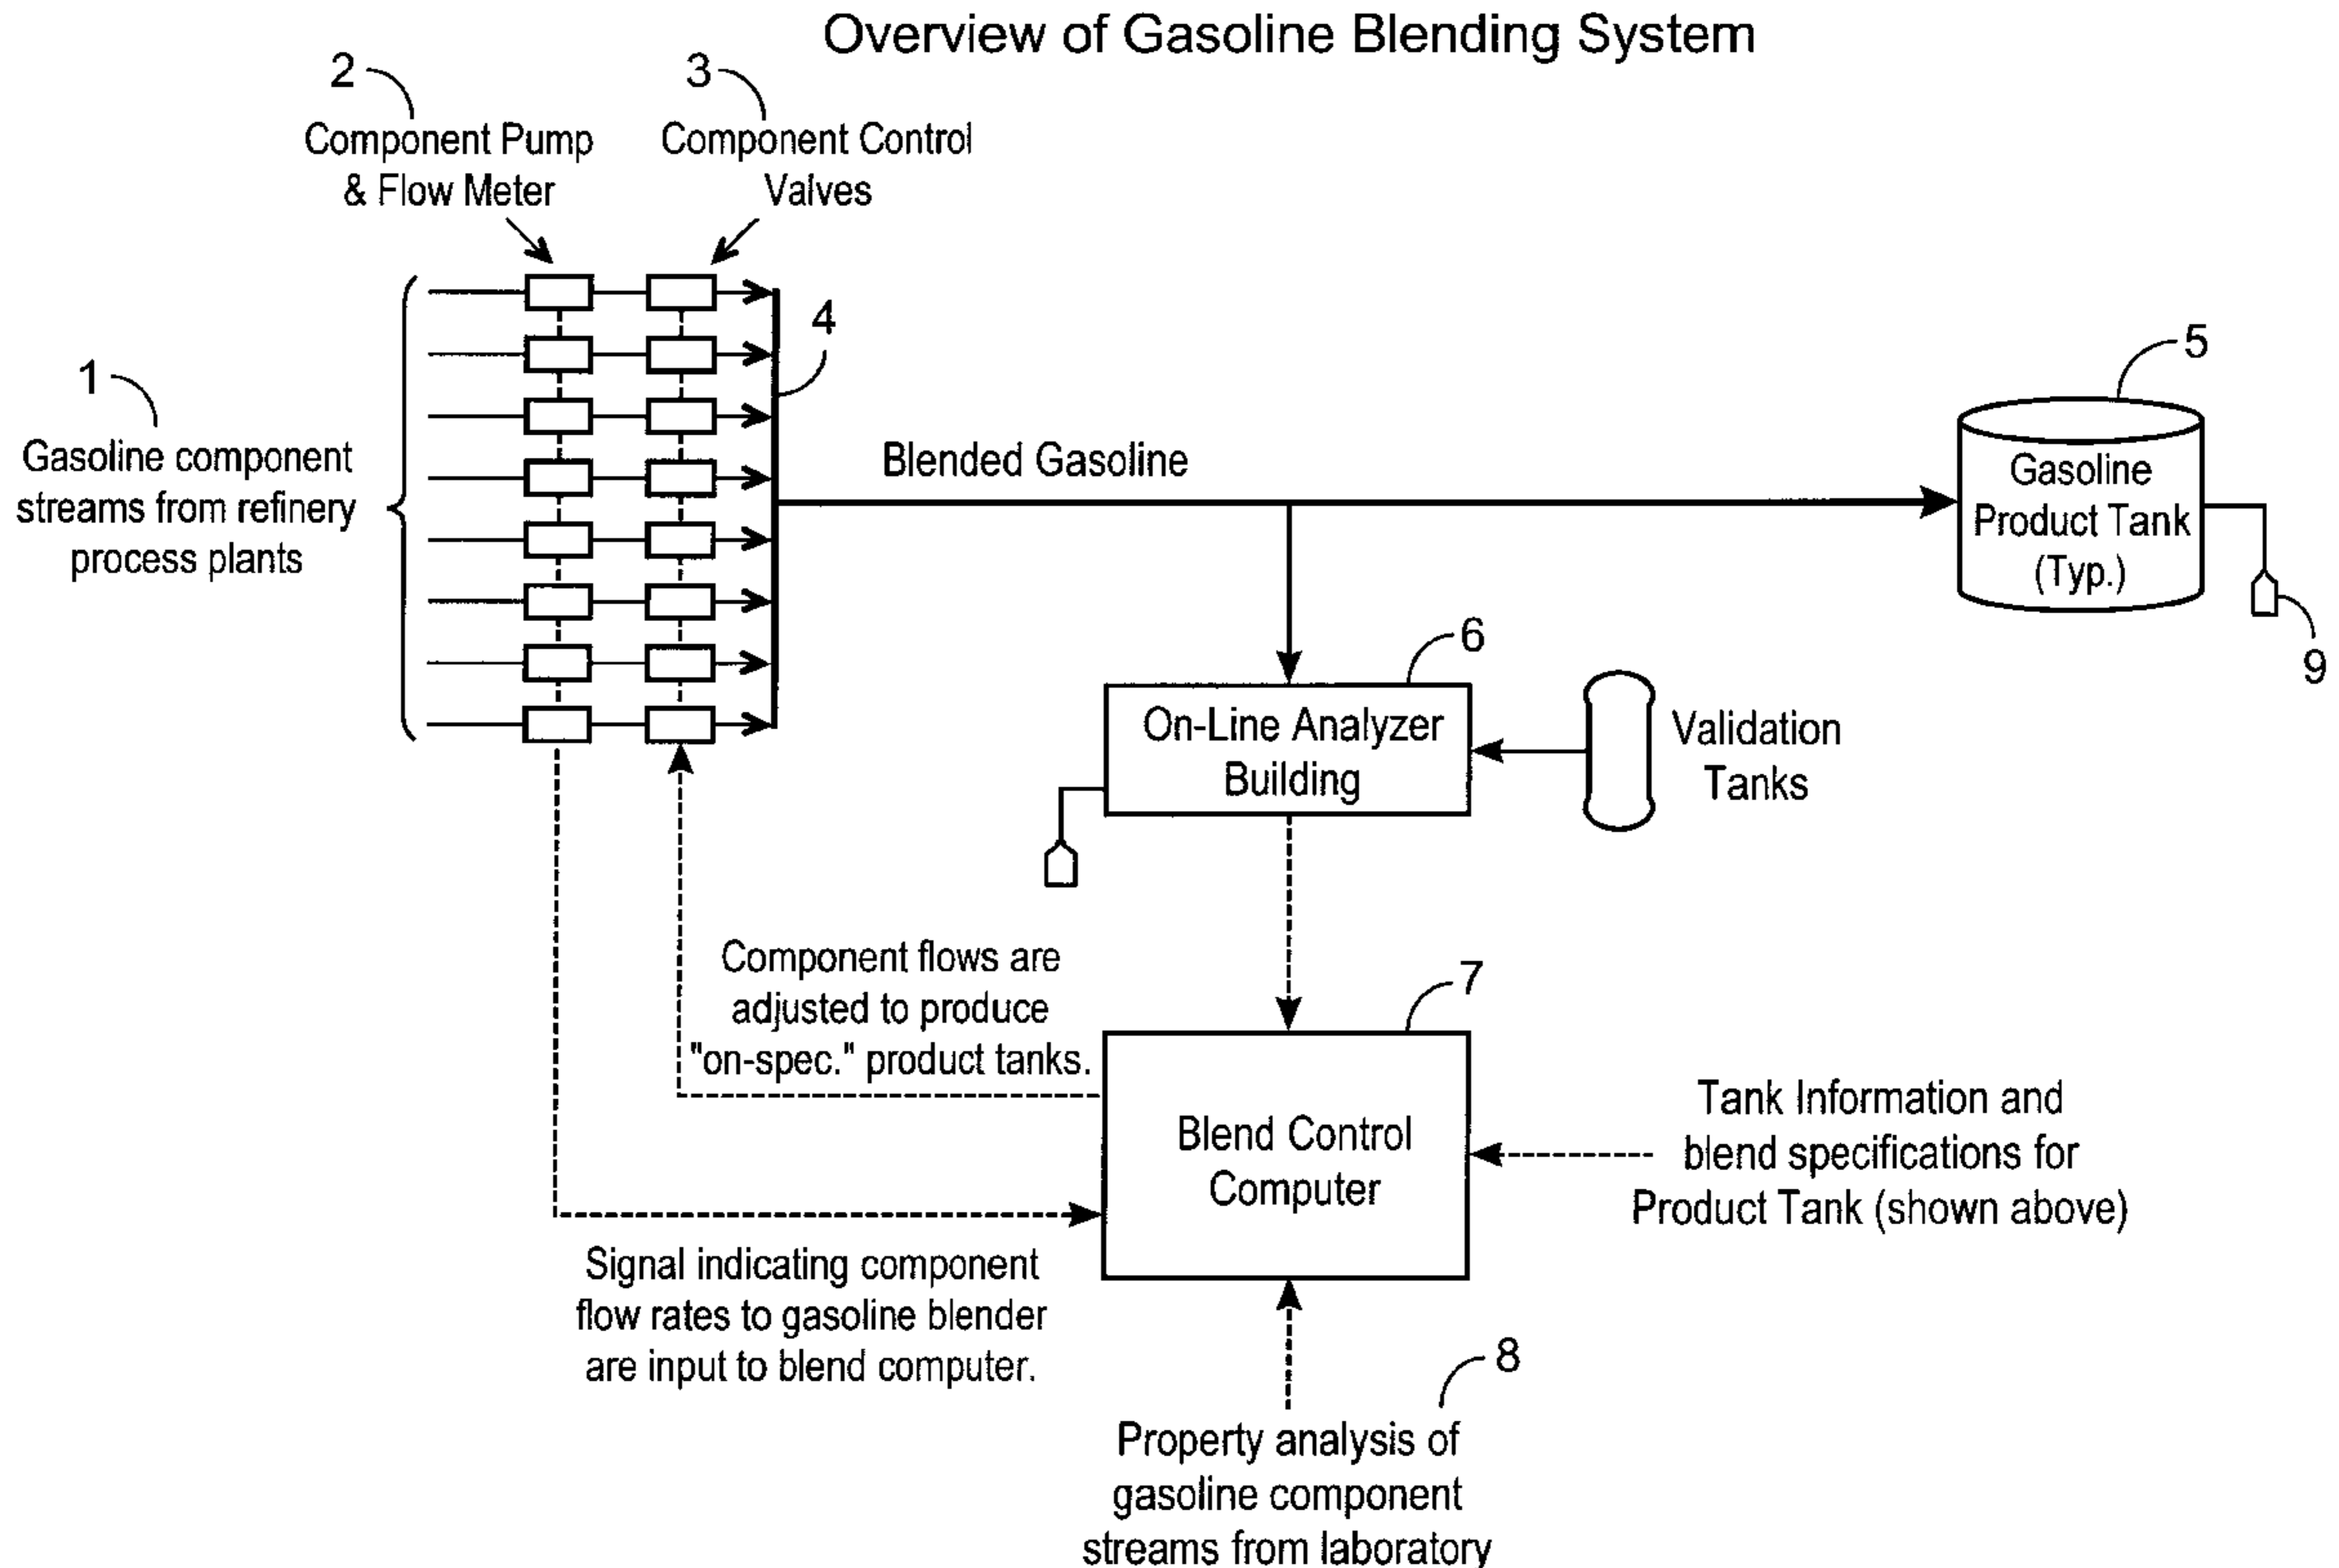 Overview of Gasoline Blending System
2
3
Component Pump
& Flow Meter
Component Control
Valves
4
1
Gasoline component
streams from refinery
process plants
Blended Gasoline
5
Gasoline
Product Tank
(Typ.)
9
6
On-Line Analyzer
Building
Validation
Tanks
Component flows are
adjusted to produce
"on-spec." product tanks.
7
Blend Control
Computer
Tank Information and
blend specifications for
Product Tank (shown above)
Signal indicating component
flow rates to gasoline blender
are input to blend computer.
8
Property analysis of
gasoline component
streams from laboratory